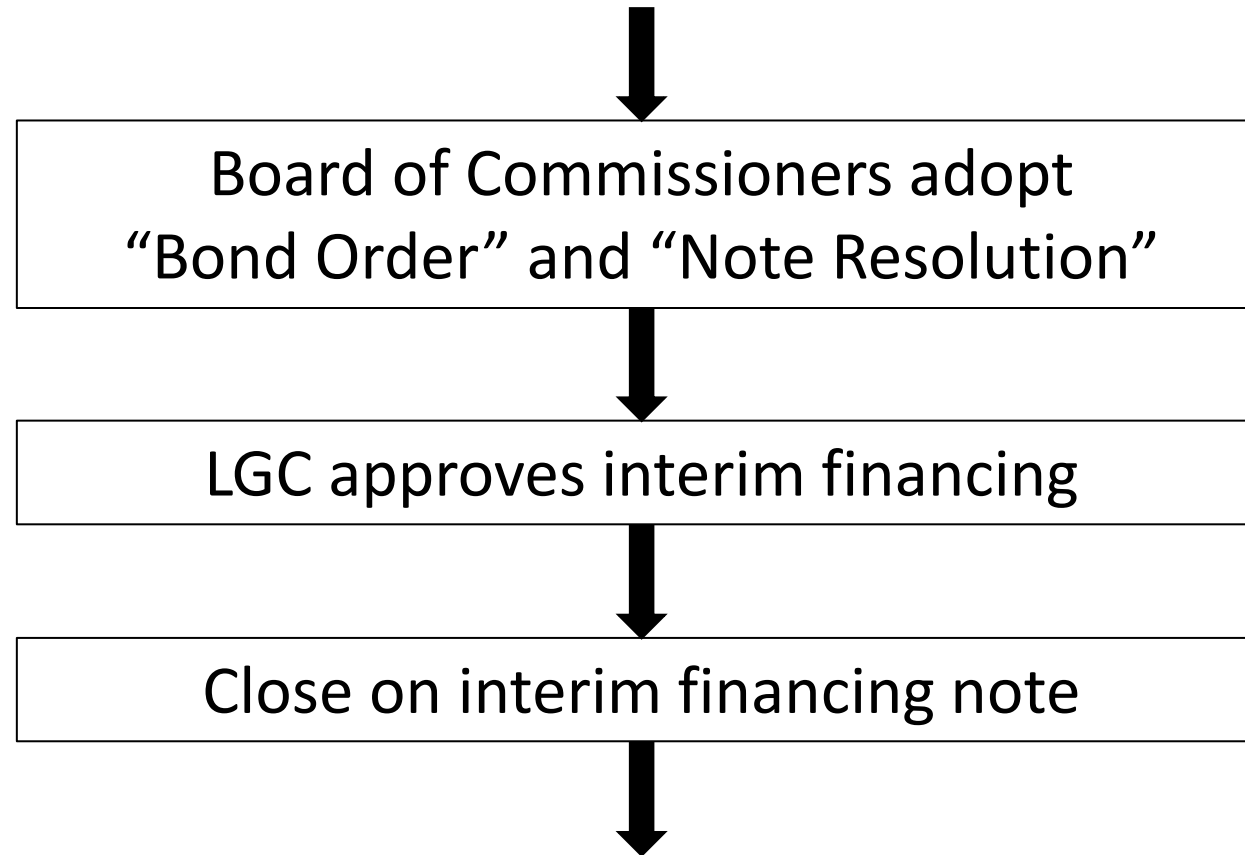 Board of Commissioners adopt
“Bond Order” and “Note Resolution”
LGC approves interim financing
Close on interim financing note